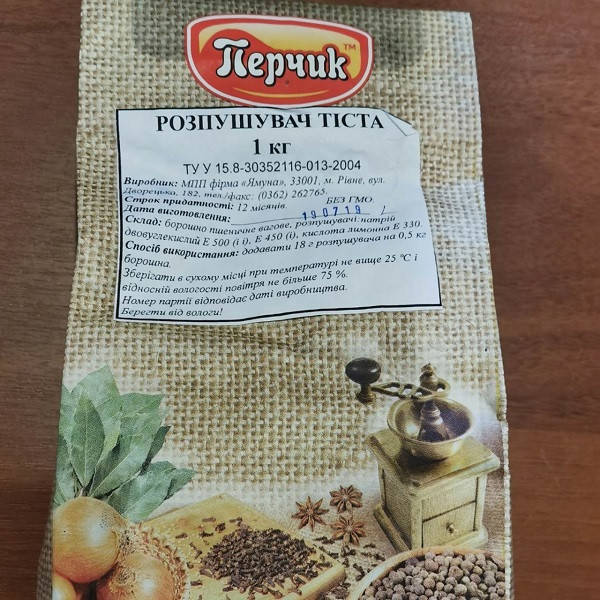 Перчик™
РОЗПУШУВАЧ ТІСТА
1 кг
ТУ У 15.8-30352116-013-2004
Виробник: МПП фірма «Ямуна», 33001, м. Рівне, вул.
Дворецька, 182, тел./факс: (0362) 262765.
Строк придатності: 12 місяців. БЕЗ ГМО.
Дата виготовлення: 190719 /
Склад: борошно пшеничне вагове, розпушувачі:натрій
двовуглекислий Е 500 (i i), Е 450 (i i), кислота лимонна Е 330.
Спосіб використання: додавати 18 г розпушувача на 0,5 кг
борошна.
Зберігати в сухому місці при температурі не вище 25 °С і
відносній вологості повітря не більше 75 %.
Номер партії відповідає даті виробництва.
Берегти від вологи!